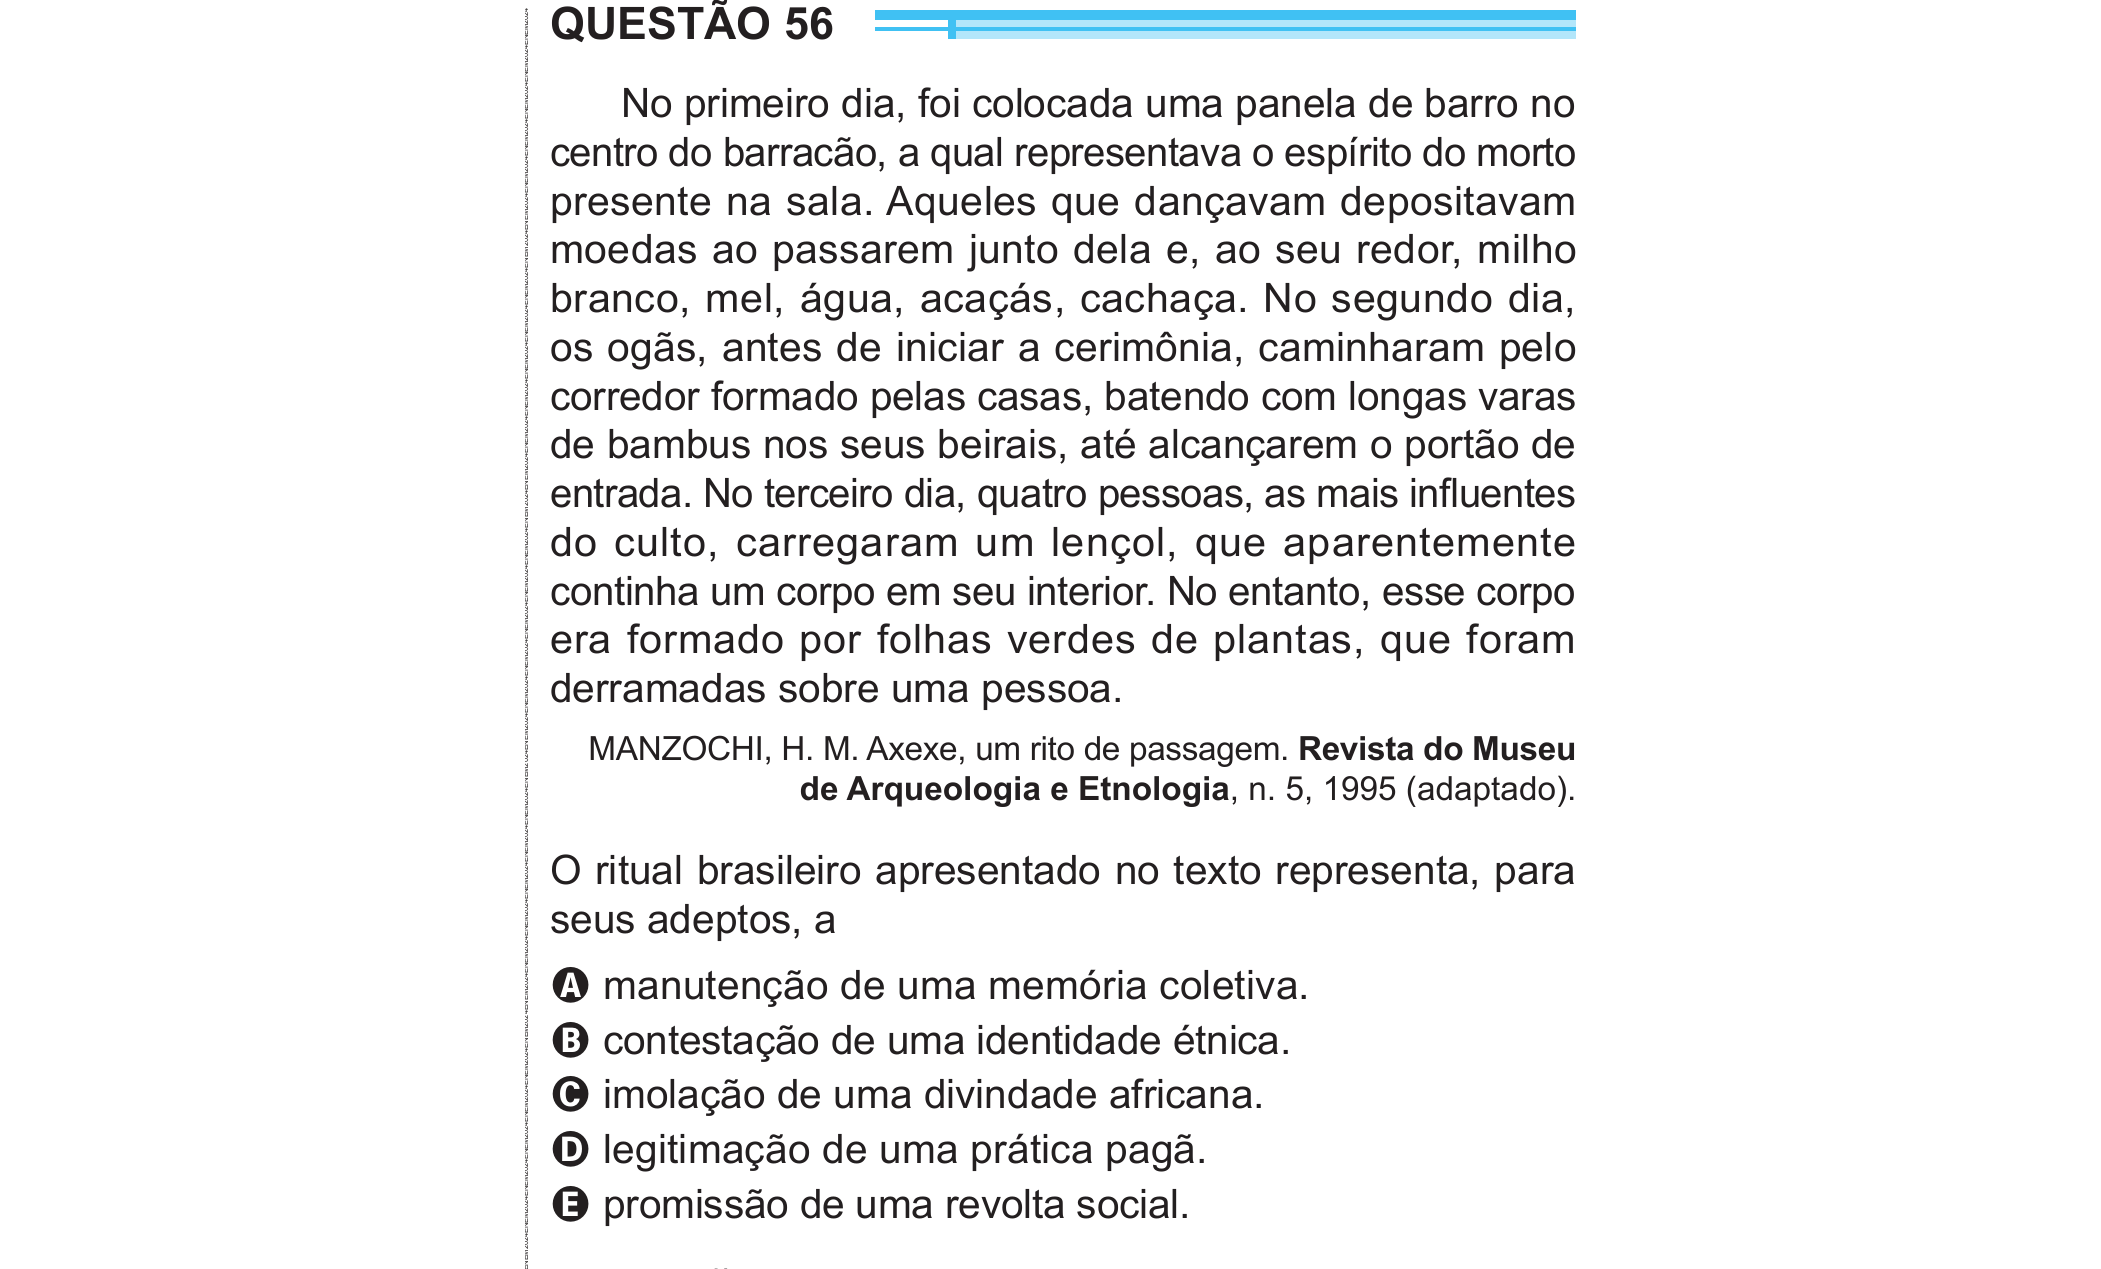 QUESTÃO 56
No primeiro dia, foi colocada uma panela de barro no
centro do barracão, a qual representava o espírito do morto
presente na sala. Aqueles que dançavam depositavam
moedas ao passarem junto dela e, ao seu redor, milho
branco, mel, água, acaçás, cachaça. No segundo dia,
os ogãs, antes de iniciar a cerimônia, caminharam pelo
corredor formado pelas casas, batendo com longas varas
de bambus nos seus beirais, até alcançarem o portão de
entrada. No terceiro dia, quatro pessoas, as mais influentes
do culto, carregaram um lençol, que aparentemente
continha um corpo em seu interior. No entanto, esse corpo
era formado por folhas verdes de plantas, que foram
derramadas sobre uma pessoa.
MANZOCHI, H. M. Axexe, um rito de passagem. Revista do Museu
de Arqueologia e Etnologia, n. 5, 1995 (adaptado).
O ritual brasileiro apresentado no texto representa, para
seus adeptos, a
A manutenção de uma memória coletiva.
B contestação de uma identidade étnica.
C imolação de uma divindade africana.
D legitimação de uma prática pagã.
E promissão de uma revolta social.